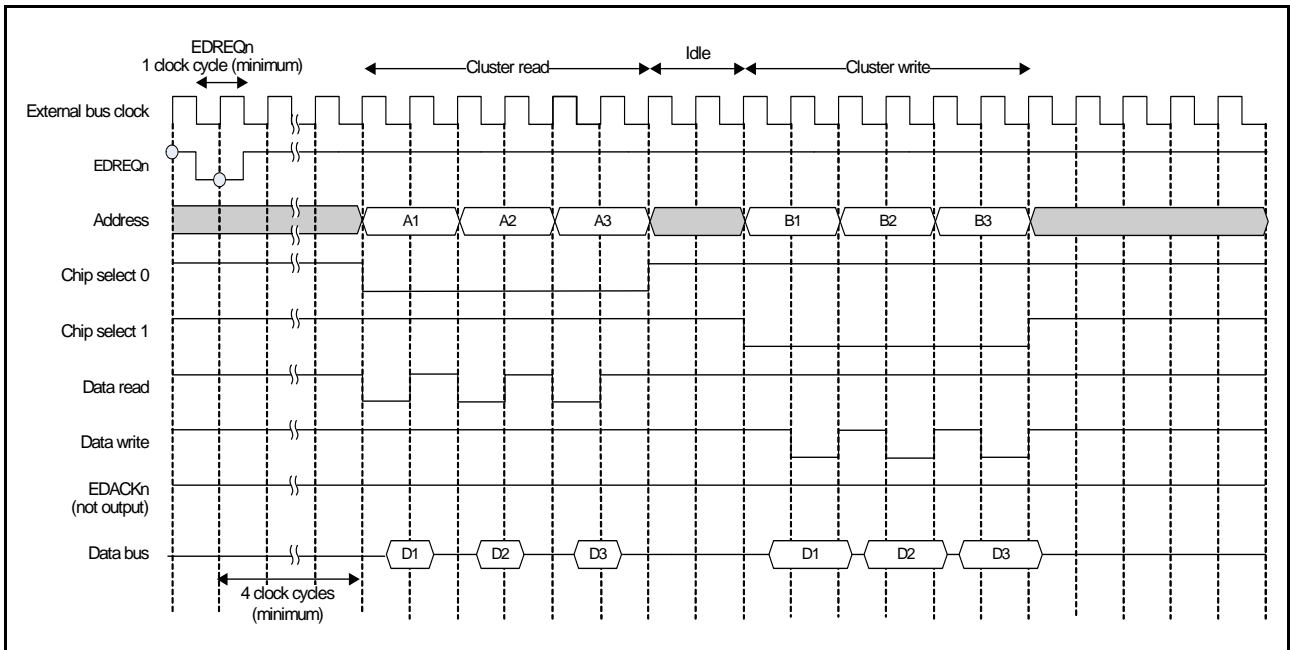 EDREQn
1 clock cycle (minimum)
Cluster read
Idle
Cluster write
External bus clock
EDREQn
Address
A1
A2
A3
B1
B2
B3
Chip select 0
Chip select 1
Data read
Data write
EDACKn
(not output)
Data bus
D1
D2
D3
D1
D2
D3
4 clock cycles
(minimum)